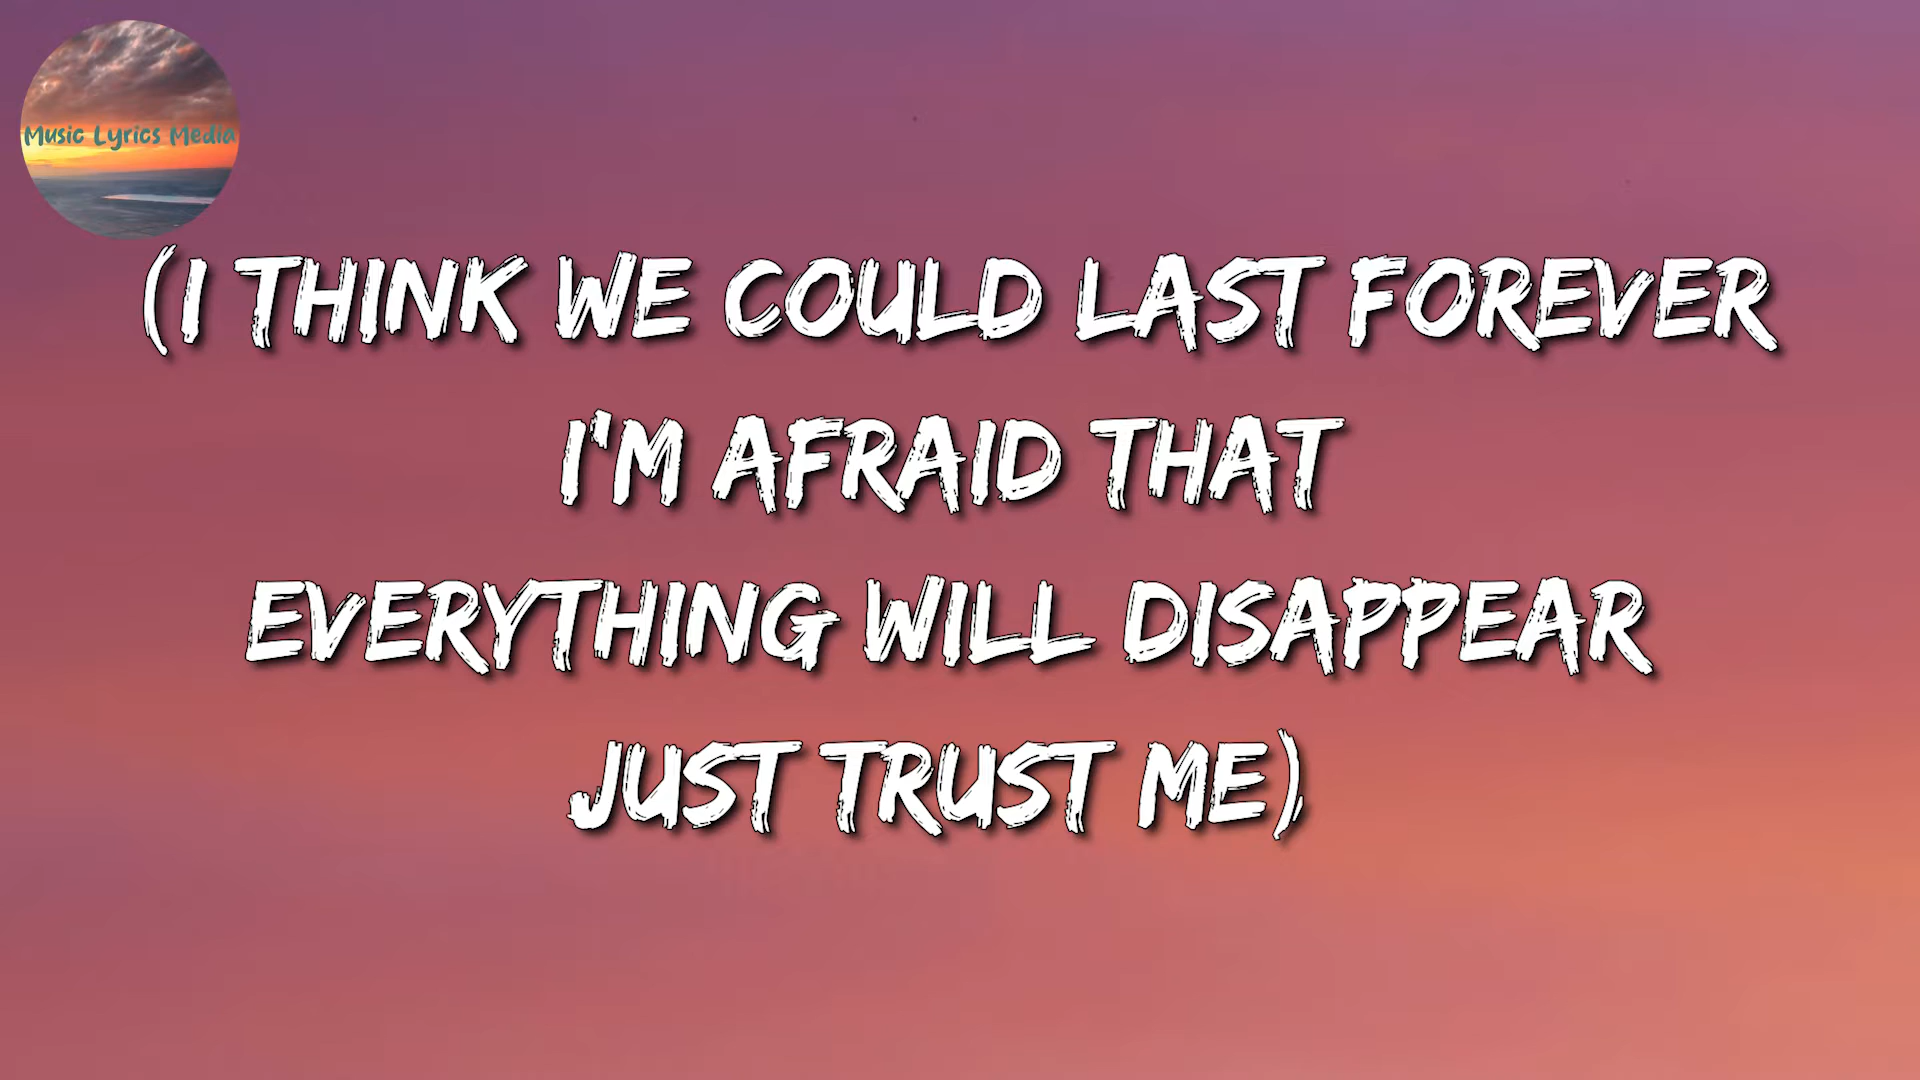 Music Lyrics Media
(I THINK WE COULD LAST FOREVER
I'M AFRAID THAT
EVERYTHING WILL DISAPPEAR
JUST TRUST ME)